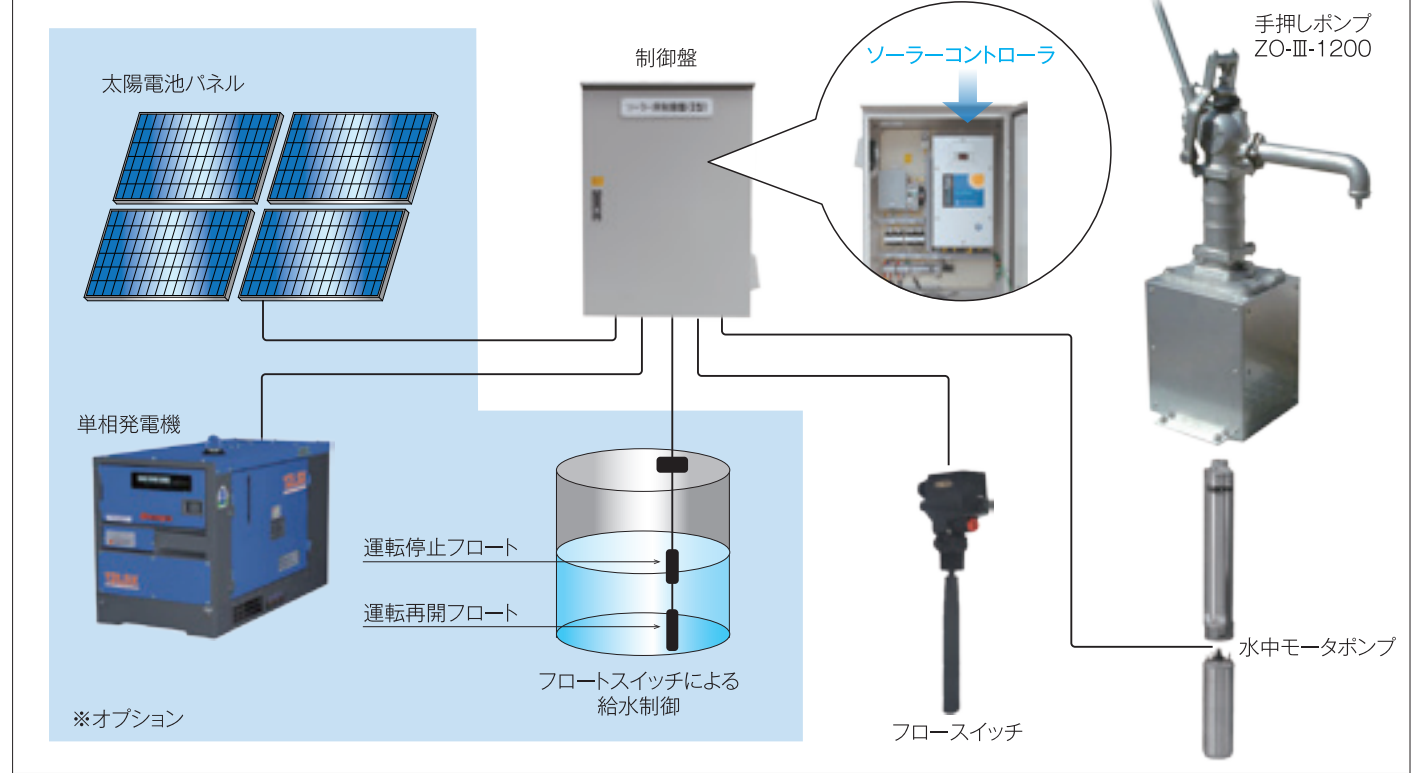 手押しポンプ
ZO-Ⅲ-1200
制御盤
ソーラーコントローラ
太陽電池パネル
単相発電機
運転停止フロート
運転再開フロート
フロートスイッチによる
給水制御
水中モータポンプ
フロースイッチ
※オプション